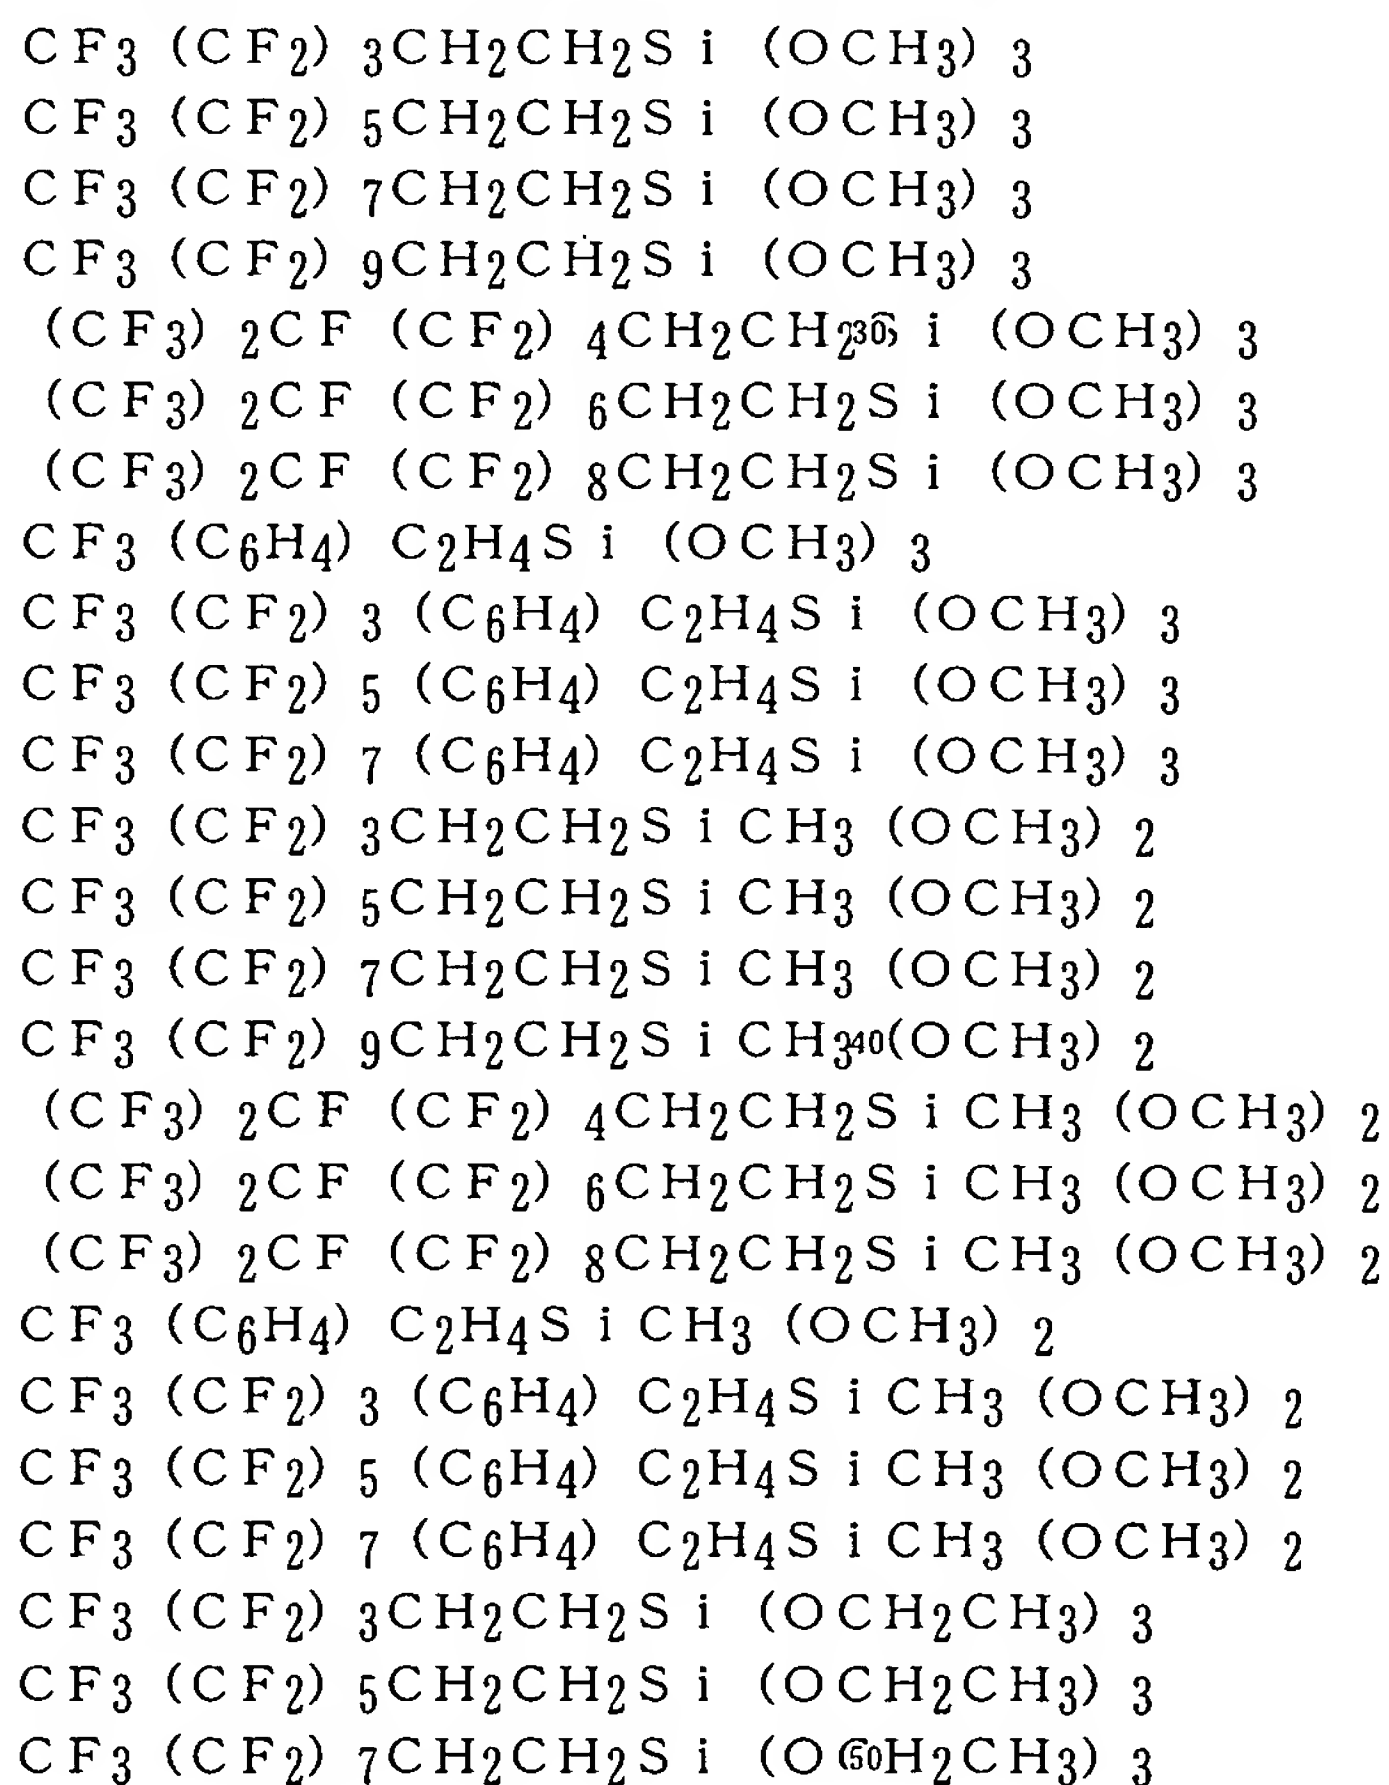 CF3 (CF2) 3CH2CH2Si (OCH3) 3
CF3 (CF2) 5CH2CH2Si (OCH3) 3
CF3 (CF2) 7CH2CH2Si (OCH3) 3
CF3 (CF2) 9CH2CH2Si (OCH3) 3
(CF3) 2CF (CF2) 4CH2CH230Si (OCH3) 3
(CF3) 2CF (CF2) 6CH2CH2Si (OCH3) 3
(CF3) 2CF (CF2) 8CH2CH2Si (OCH3) 3
CF3 (C6H4) C2H4Si (OCH3) 3
CF3 (CF2) 3 (C6H4) C2H4Si (OCH3) 3
CF3 (CF2) 5 (C6H4) C2H4Si (OCH3) 3
CF3 (CF2) 7 (C6H4) C2H4Si (OCH3) 3
CF3 (CF2) 3CH2CH2SiCH3 (OCH3) 2
CF3 (CF2) 5CH2CH2SiCH3 (OCH3) 2
CF3 (CF2) 7CH2CH2SiCH3 (OCH3) 2
CF3 (CF2) 9CH2CH2SiCH340(OCH3) 2
(CF3) 2CF (CF2) 4CH2CH2SiCH3 (OCH3) 2
(CF3) 2CF (CF2) 6CH2CH2SiCH3 (OCH3) 2
(CF3) 2CF (CF2) 8CH2CH2SiCH3 (OCH3) 2
CF3 (C6H4) C2H4SiCH3 (OCH3) 2
CF3 (CF2) 3 (C6H4) C2H4SiCH3 (OCH3) 2
CF3 (CF2) 5 (C6H4) C2H4SiCH3 (OCH3) 2
CF3 (CF2) 7 (C6H4) C2H4SiCH3 (OCH3) 2
CF3 (CF2) 3CH2CH2Si (OCH2CH3) 3
CF3 (CF2) 5CH2CH2Si (OCH2CH3) 3
CF3 (CF2) 7CH2CH2Si (OC50H2CH3) 3